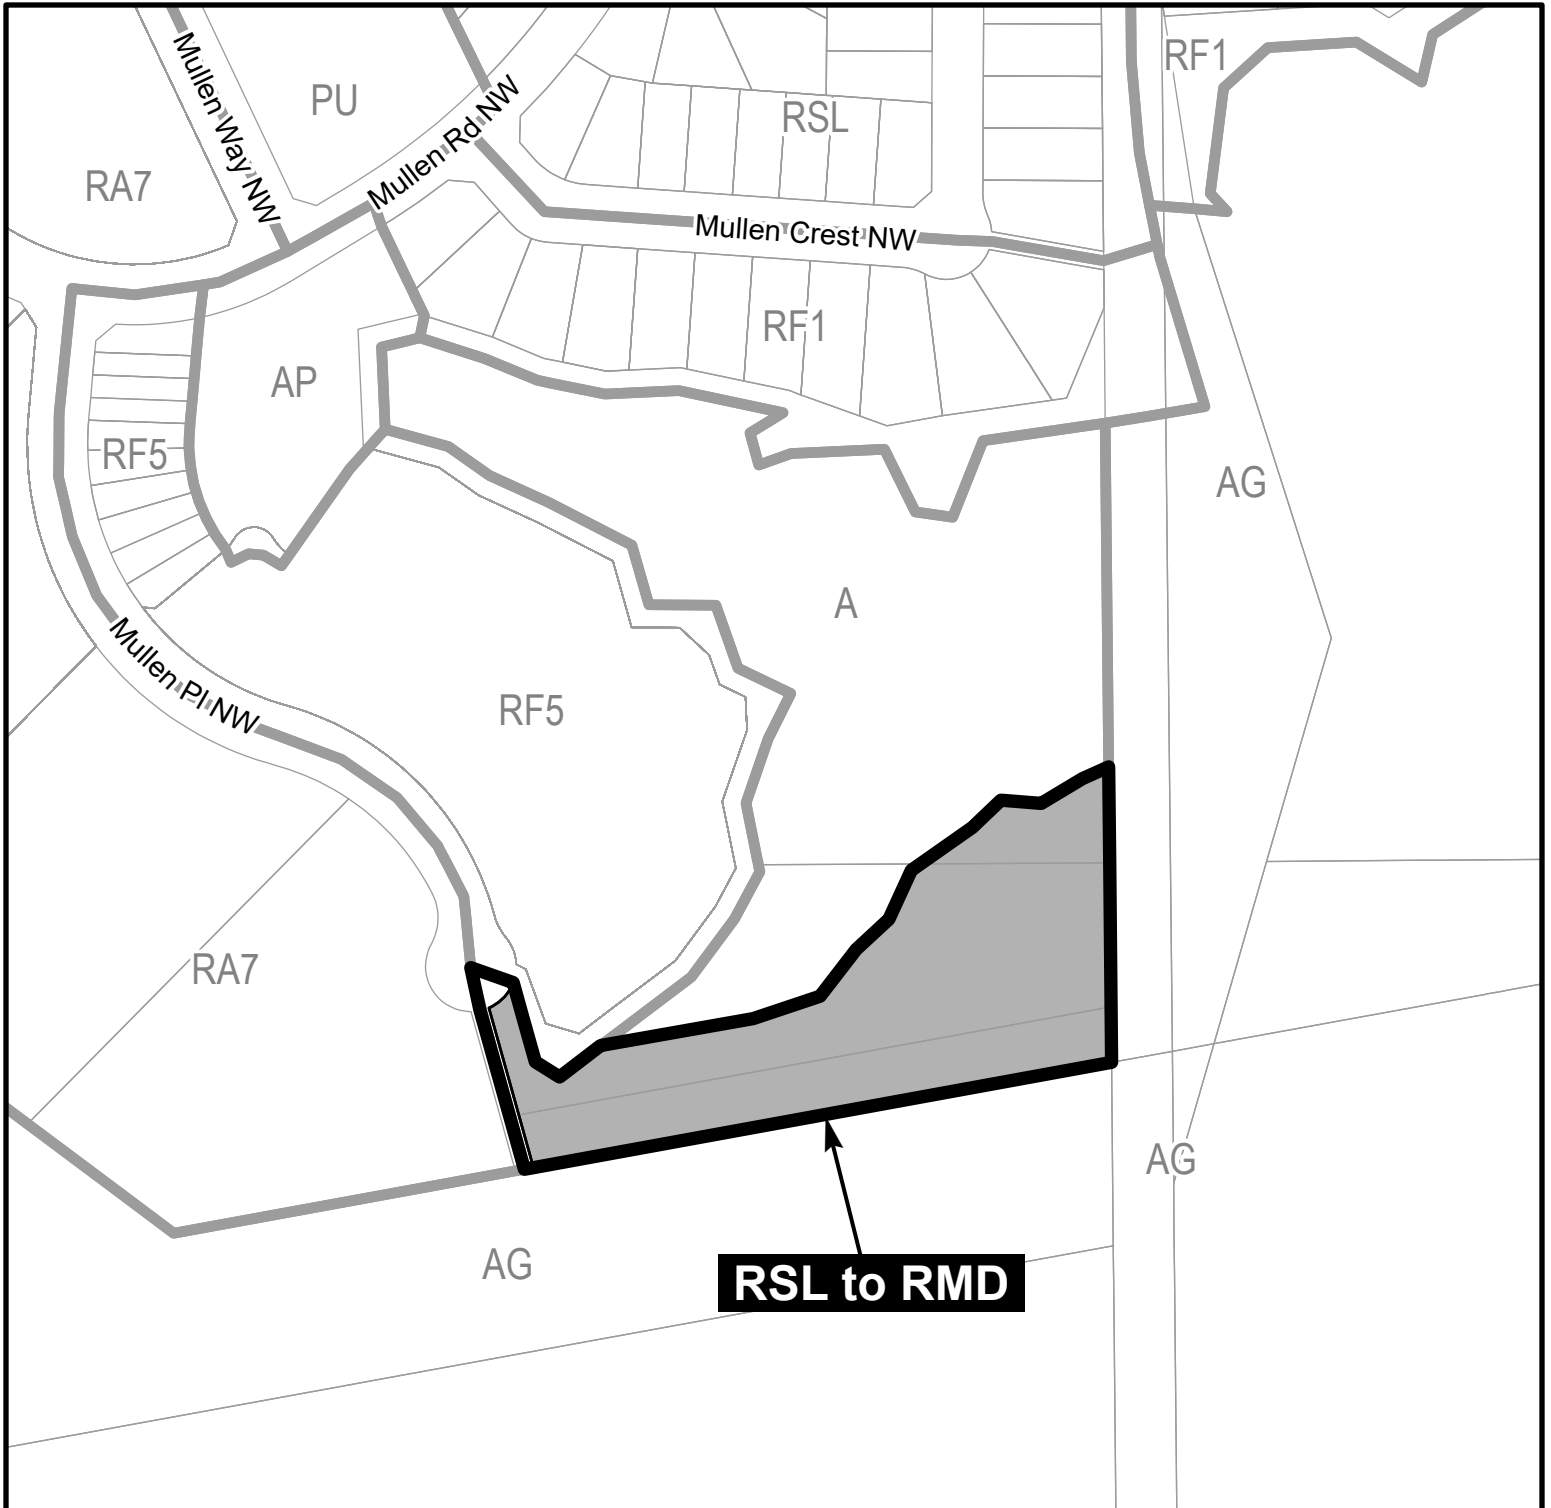 RF1
Mullen Way NW
PU
Mullen Rd NW
RSL
RA7
Mullen Crest NW
RF1
AP
RF5
AG
A
Mullen Pl NW
RF5
RA7
AG
AG
RSL to RMD